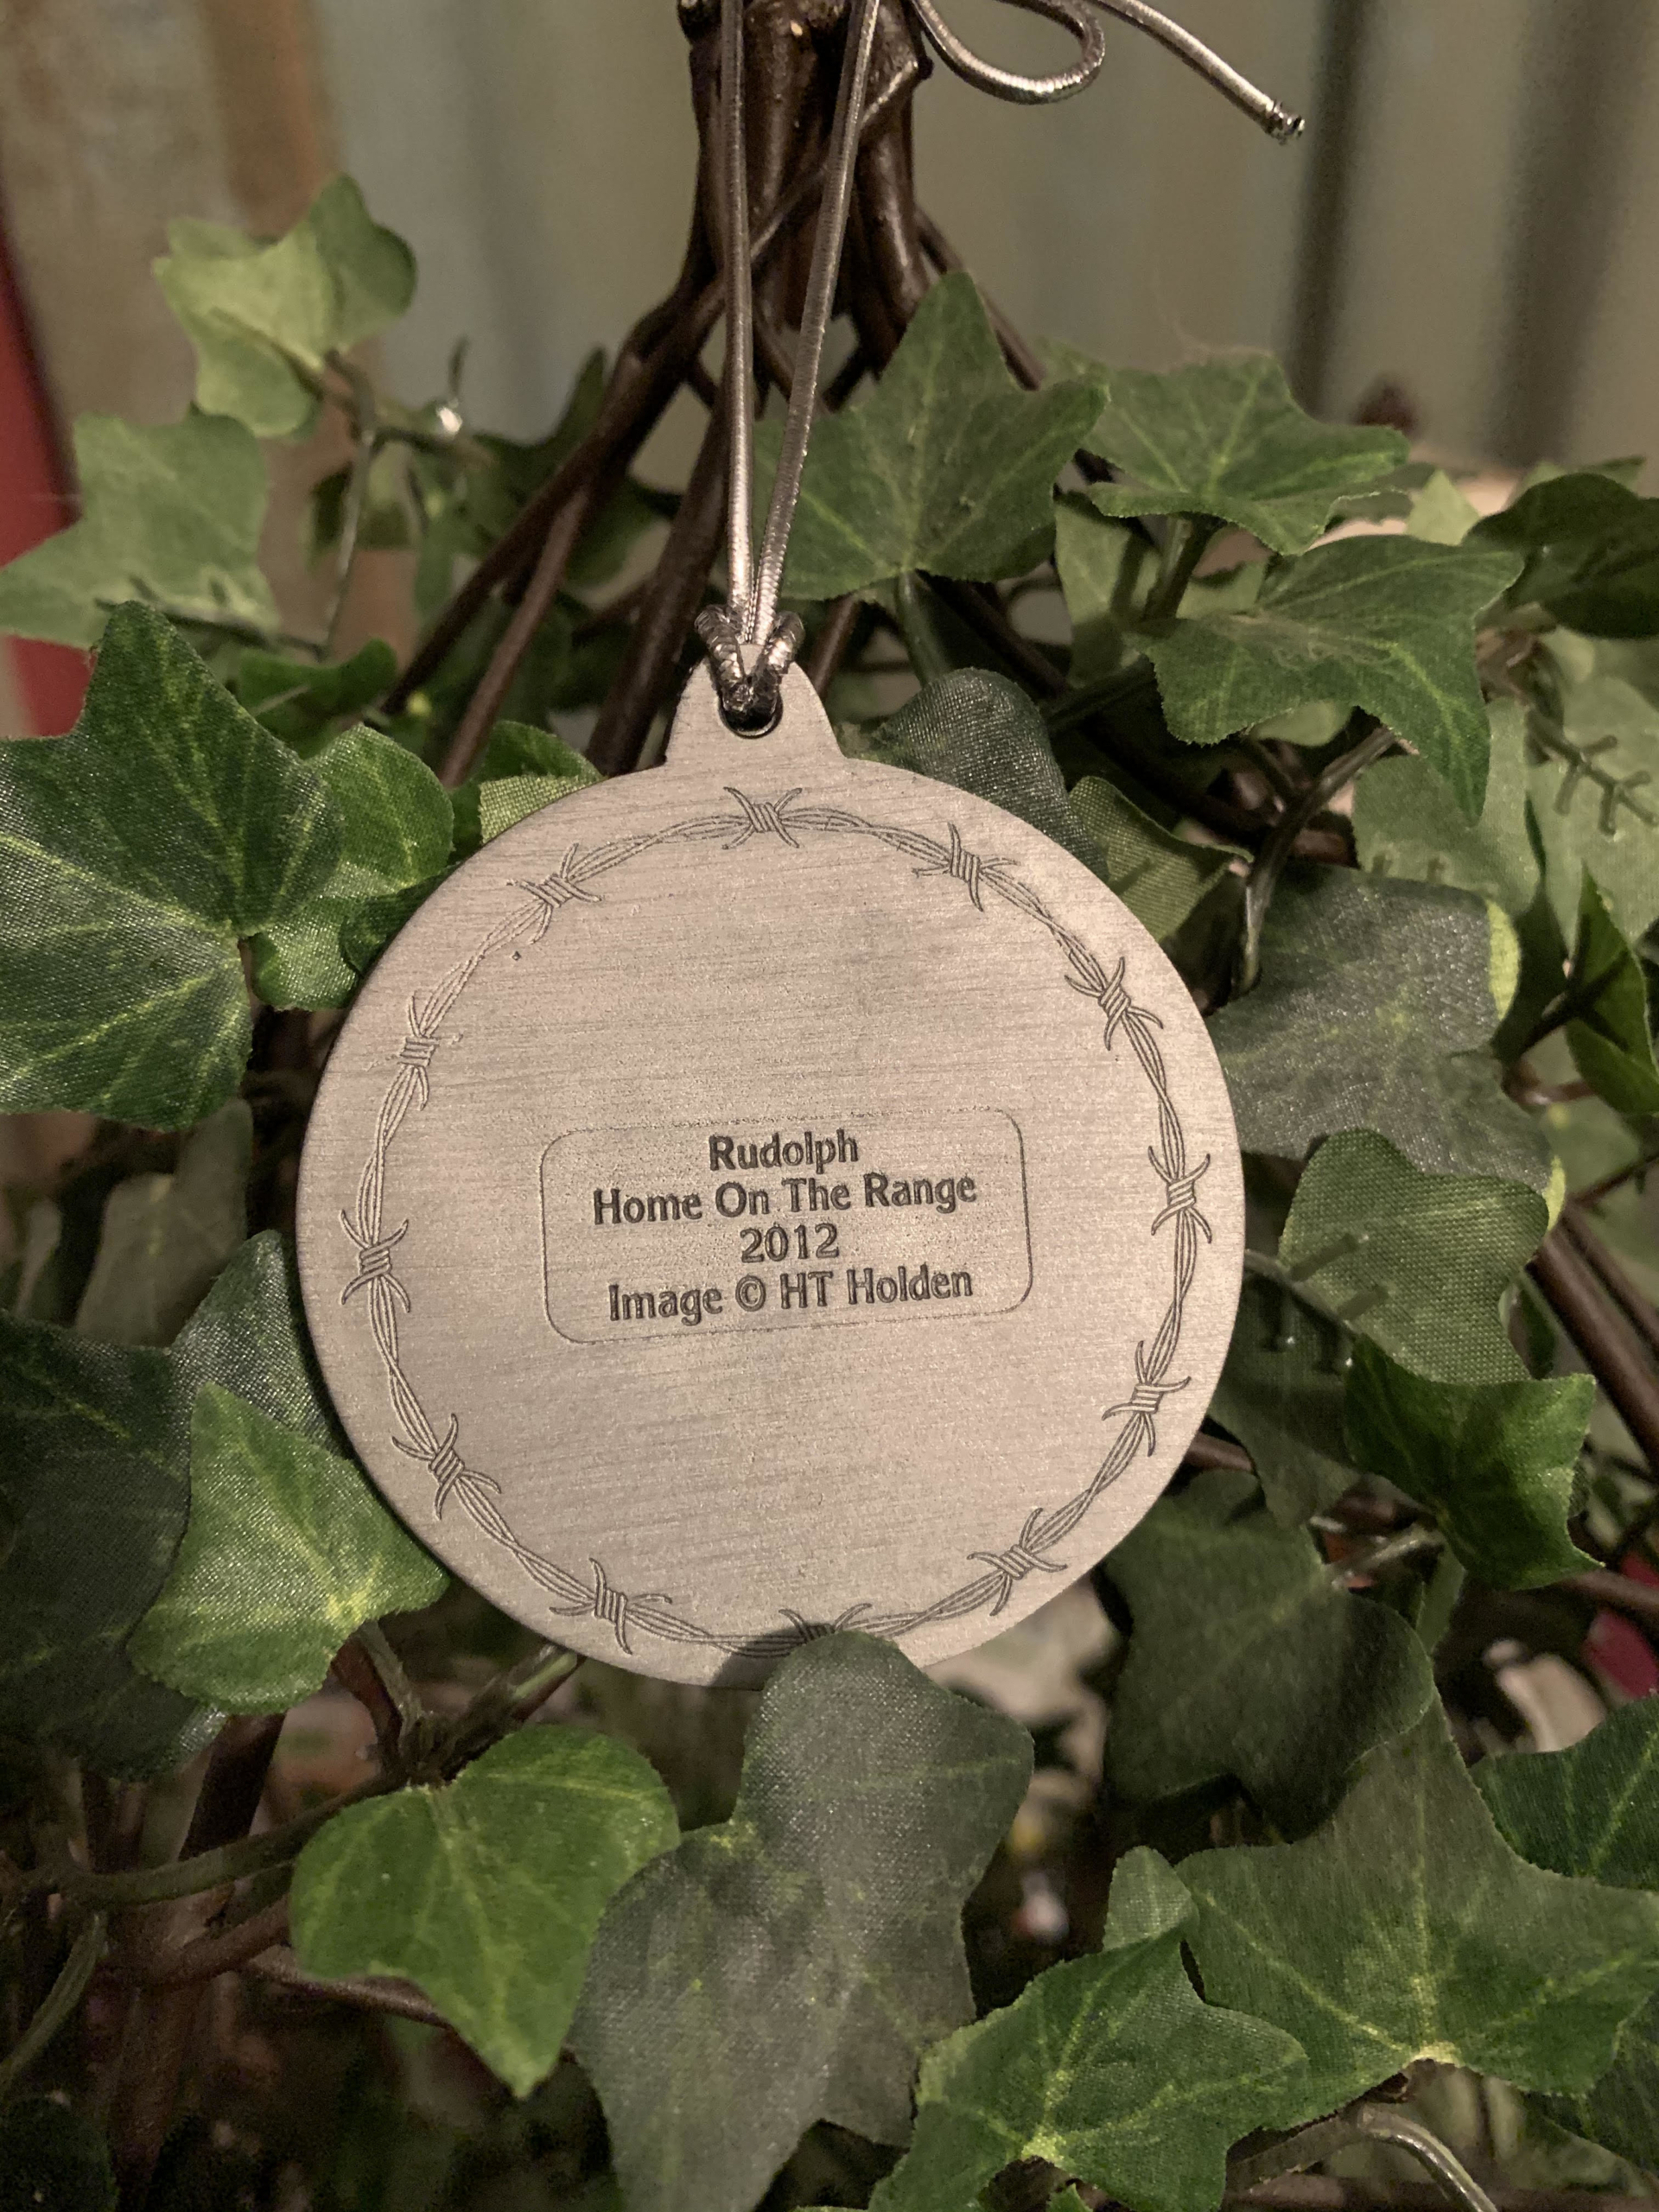 Rudolph
Home On The Range
2012
Image © HT Holden